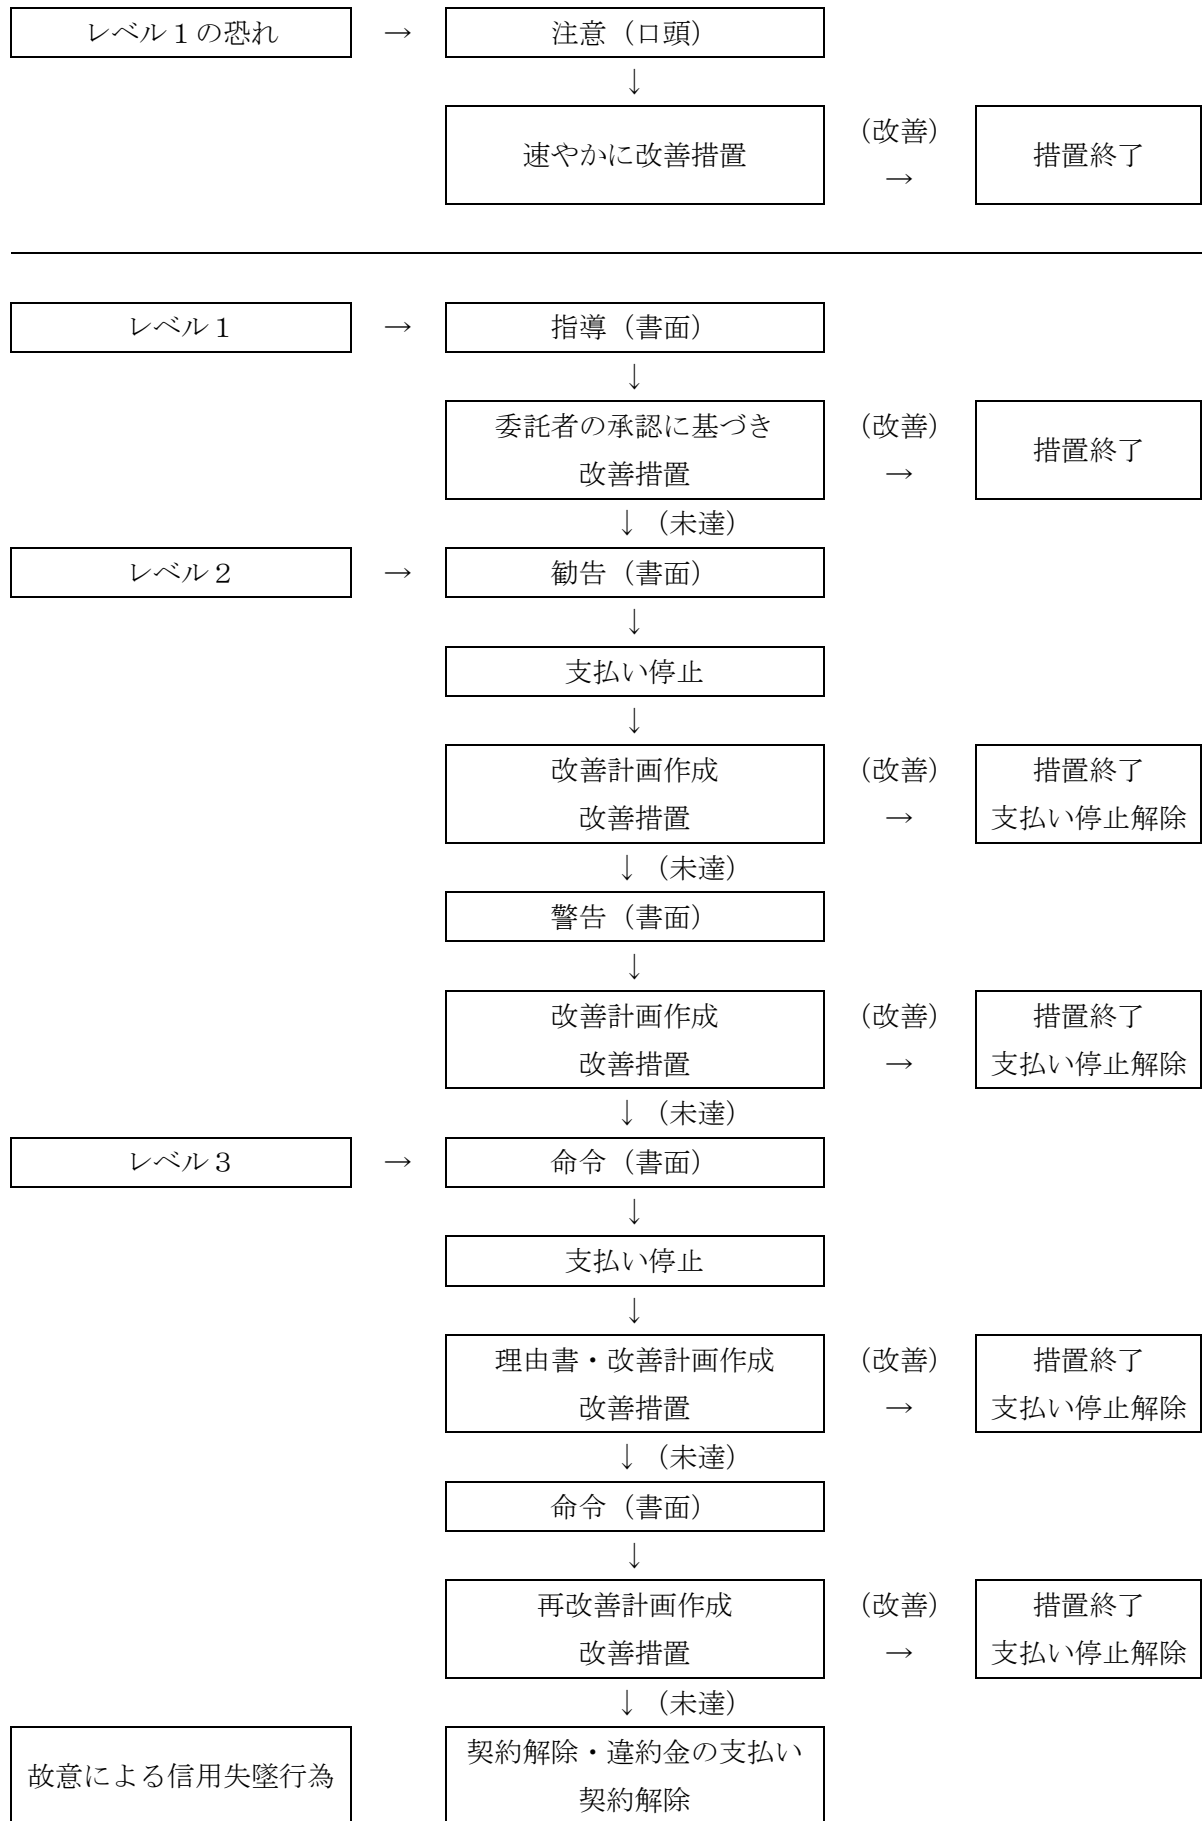 レベル１の恐れ → 注意（口頭）
↓
（改善）
速やかに改善措置 措置終了
→
レベル１ → 指導（書面）
↓
委託者の承認に基づき （改善）
措置終了
改善措置 →
↓（未達）
レベル２ → 勧告（書面）
↓
支払い停止
↓
改善計画作成 （改善） 措置終了
改善措置 → 支払い停止解除
↓（未達）
警告（書面）
↓
改善計画作成 （改善） 措置終了
改善措置 → 支払い停止解除
↓（未達）
レベル３ → 命令（書面）
↓
支払い停止
↓
理由書・改善計画作成 （改善） 措置終了
改善措置 → 支払い停止解除
↓（未達）
命令（書面）
↓
再改善計画作成 （改善） 措置終了
改善措置 → 支払い停止解除
↓（未達）
契約解除・違約金の支払い
故意による信用失墜行為
契約解除